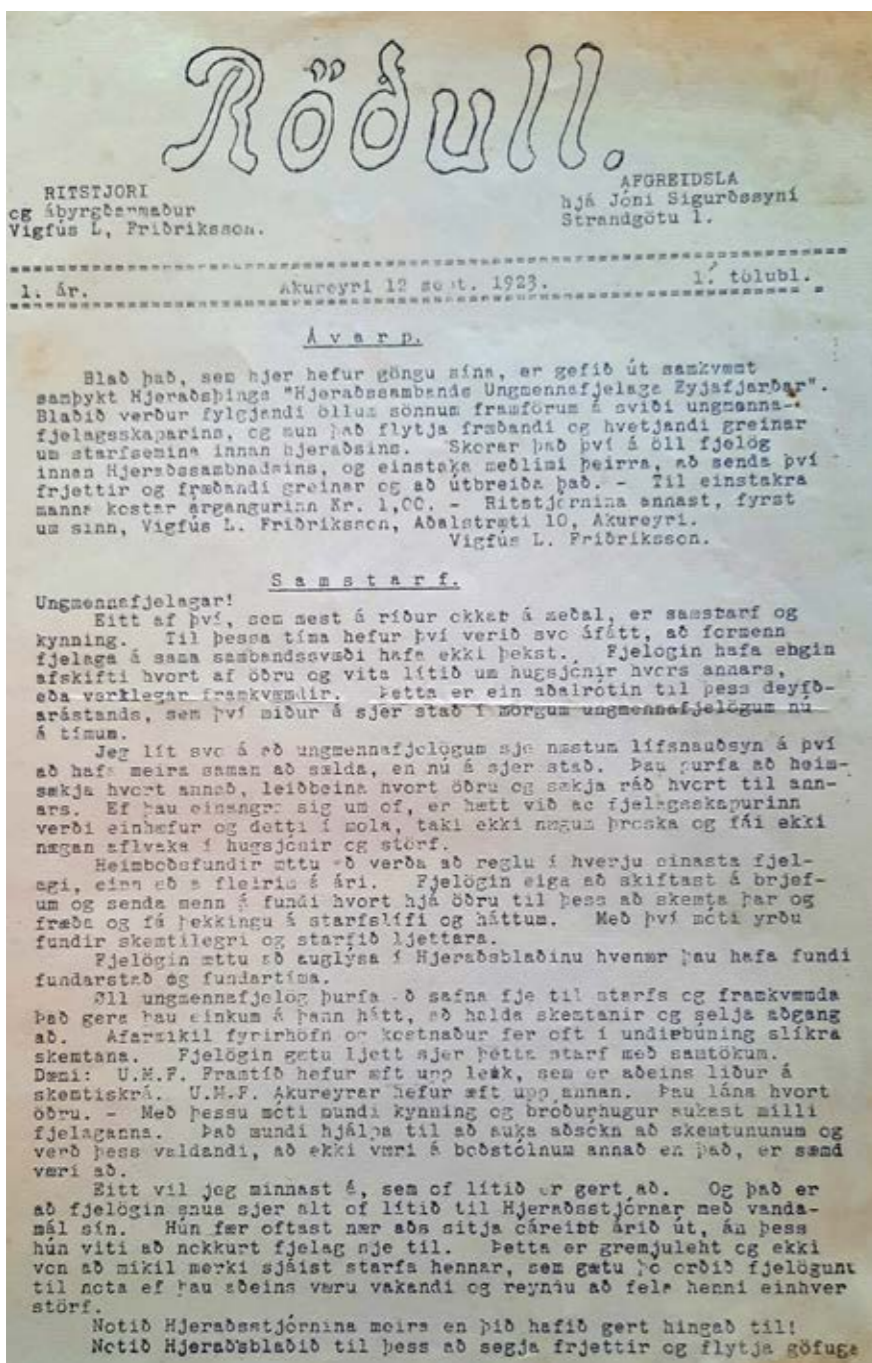 Röðull.
RITSTJORI
og ábyrgðarmaður
Vigfús L, Friðriksson.
AFGREIDSLA
hjá Jóni Sigurðssyni
Strandgötu 1.
1. ár.
Akureyri 12 sept. 1923.
1. tölubl.
Ávarp.
Blað það, sem hjer hefur göngu sína, er gefið út samkvæmt
samþykt Hjeraðsþings "Hjeraðssambands Ungmennafjelaga Eyjafjarðar".
Blaðið verður fylgjandi öllum sönnum framförum á sviði ungmenna-
fjelagsskaparins, og mun það flytja fræðandi og hvetjandi greinar
um starfsemina innan hjeraðsins. Skorar það því á öll fjelög
innan Hjeraðssambnadsins, og einstaka meðlimi þeirra, að senda því
frjettir og fræðandi greinar og að útbreiða það. - Til einstakra
manna kostar árgangurinn Kr. 1,00. - Ritstjórnina annast, fyrst
um sinn, Vigfús L. Friðriksson, Aðalstræti 10, Akureyri.
Vigfús L. Friðriksson.
Samstarf.
Ungmennafjelagar!
Eitt af því, sem mest á ríður okkar á meðal, er samstarf og
kynning. Til þessa tíma hefur því verið svo áfátt, að formenn
fjelaga á sama sambandssvæði hafa ekki þekst. Fjelögin hafa ehgin
afskifti hvort af öðru og vita lítið um hugsjónir hvors annars,
eða verklegar framkvæmdir. Þetta er ein aðalrótin til þess deyfð-
arástands, sem því miður á sjer stað í mörgum ungmennafjelögum nú
á tímum.
Jeg lít svo á að ungmennafjelögum sje næstum lífsnauðsyn á því
að hafa meira saman að sælda, en nú á sjer stað. Þau þurfa að heim-
sækja hvort annað, leiðbeina hvort öðru og sækja ráð hvort til ann-
ars. Ef þau einangra sig um of, er hætt við að fjelagsskapurinn
verði einhæfur og detti í mola, taki ekki nægum þroska og fái ekki
nægan aflvaka í hugsjónir og störf.
Heimboðsfundir ættu að verða að reglu í hverju einasta fjel-
agi, einn eð a fleiriu á ári. Fjelögin eiga að skiftast á brjef-
um og senda menn á fundi hvort hjá öðru til þess að skemta þar og
fræða og fá þekkingu á starfslífi og háttum. Með því móti yrðu
fundir skemtilegri og starfið ljettara.
Fjelögin ættu að auglýsa í Hjeraðsblaðinu hvenær þau hafa fundi
fundarstað og fundartíma.
Öll ungmennafjelög þurfa að safna fje til starfs og framkvæmda
Það gera þau einkum á þann hátt, að halda skemtanir og selja aðgang
að. Afarmikil fyrirhöfn og kostnaður fer oft í undirbúning slíkra
skemtana. Fjelögin gætu ljett sjer þetta starf með samtökum.
Dæmi: U.M.F. Framtíð hefur æft upp leik, sem er aðeins liður á
skemtiskrá. U.M.F. Akureyrar hefur æft upp annan. Þau lána hvort
öðru. - Með þessu móti mundi kynning og bróðurhugur aukast milli
fjelaganna. Það mundi hjálpa til að auka aðsókn að skemtununum og
verð þess valdandi, að ekki væri á boðstólnum annað en það, er sæmd
væri að.
Eitt vil jeg minnast á, sem of lítið er gert að. Og það er
að fjelögin snúa sjer alt of lítið til Hjeraðsstjórnar með vanda-
mál sín. Hún fær oftast nær aðs sitja óáreitt árið út, án þess
hún viti að nokkurt fjelag sje til. Þetta er gremjuleht og ekki
von að mikil merki sjáist starfa hennar, sem gætu þó orðið fjelögunt
til nota ef þau aðeins væru vakandi og reyndu að fela henni einhver
störf.
Notið Hjeraðsstjórnina meira en þið hafið gert hingað til!
Notið Hjeraðsblaðið til þess að segja frjettir og flytja göfuga